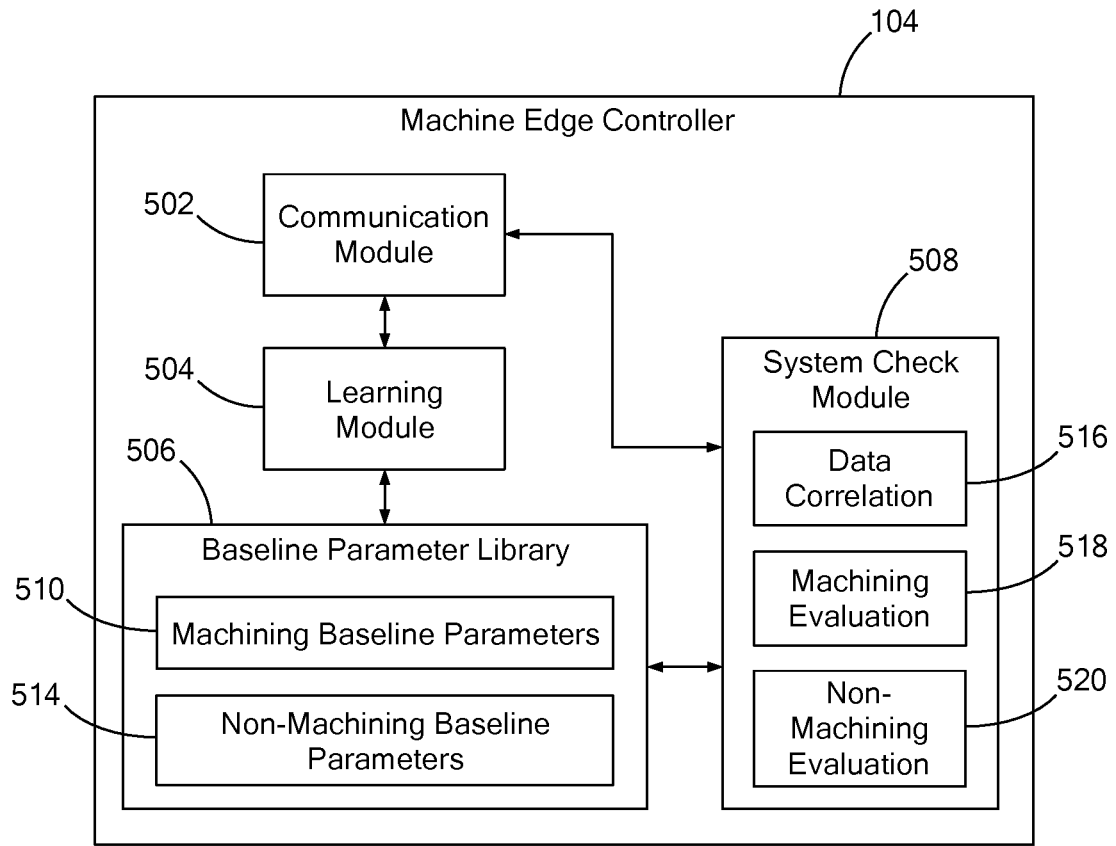 104
Machine Edge Controller
502
Communication
Module
508
504
Learning
Module
System Check
Module
506
Data
Correlation
516
Baseline Parameter Library
510
Machining Baseline Parameters
Machining
Evaluation
518
514
Non-Machining Baseline
Parameters
Non-
Machining
Evaluation
520